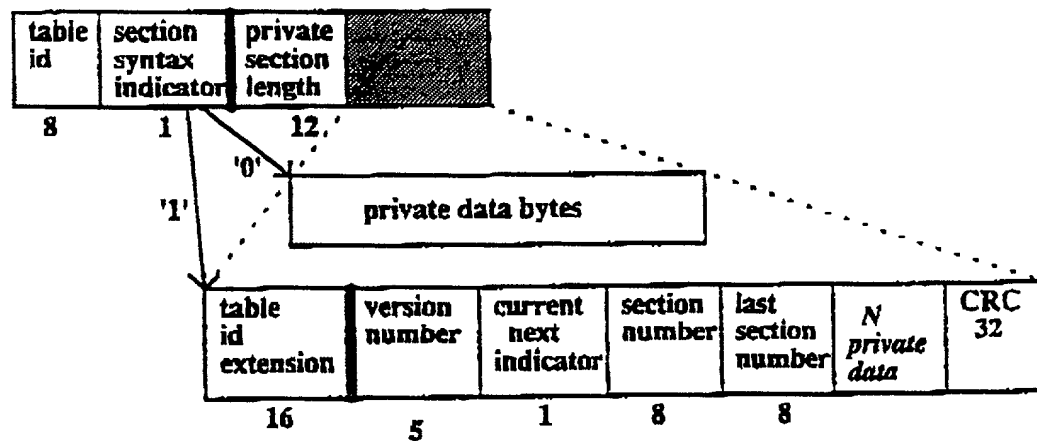 table id
section syntax indicator
private section length
8
1
12
'0'
'1'
private data bytes
table id extension
version number
current next indicator
section number
last section number
N private data
CRC 32
16
5
1
8
8